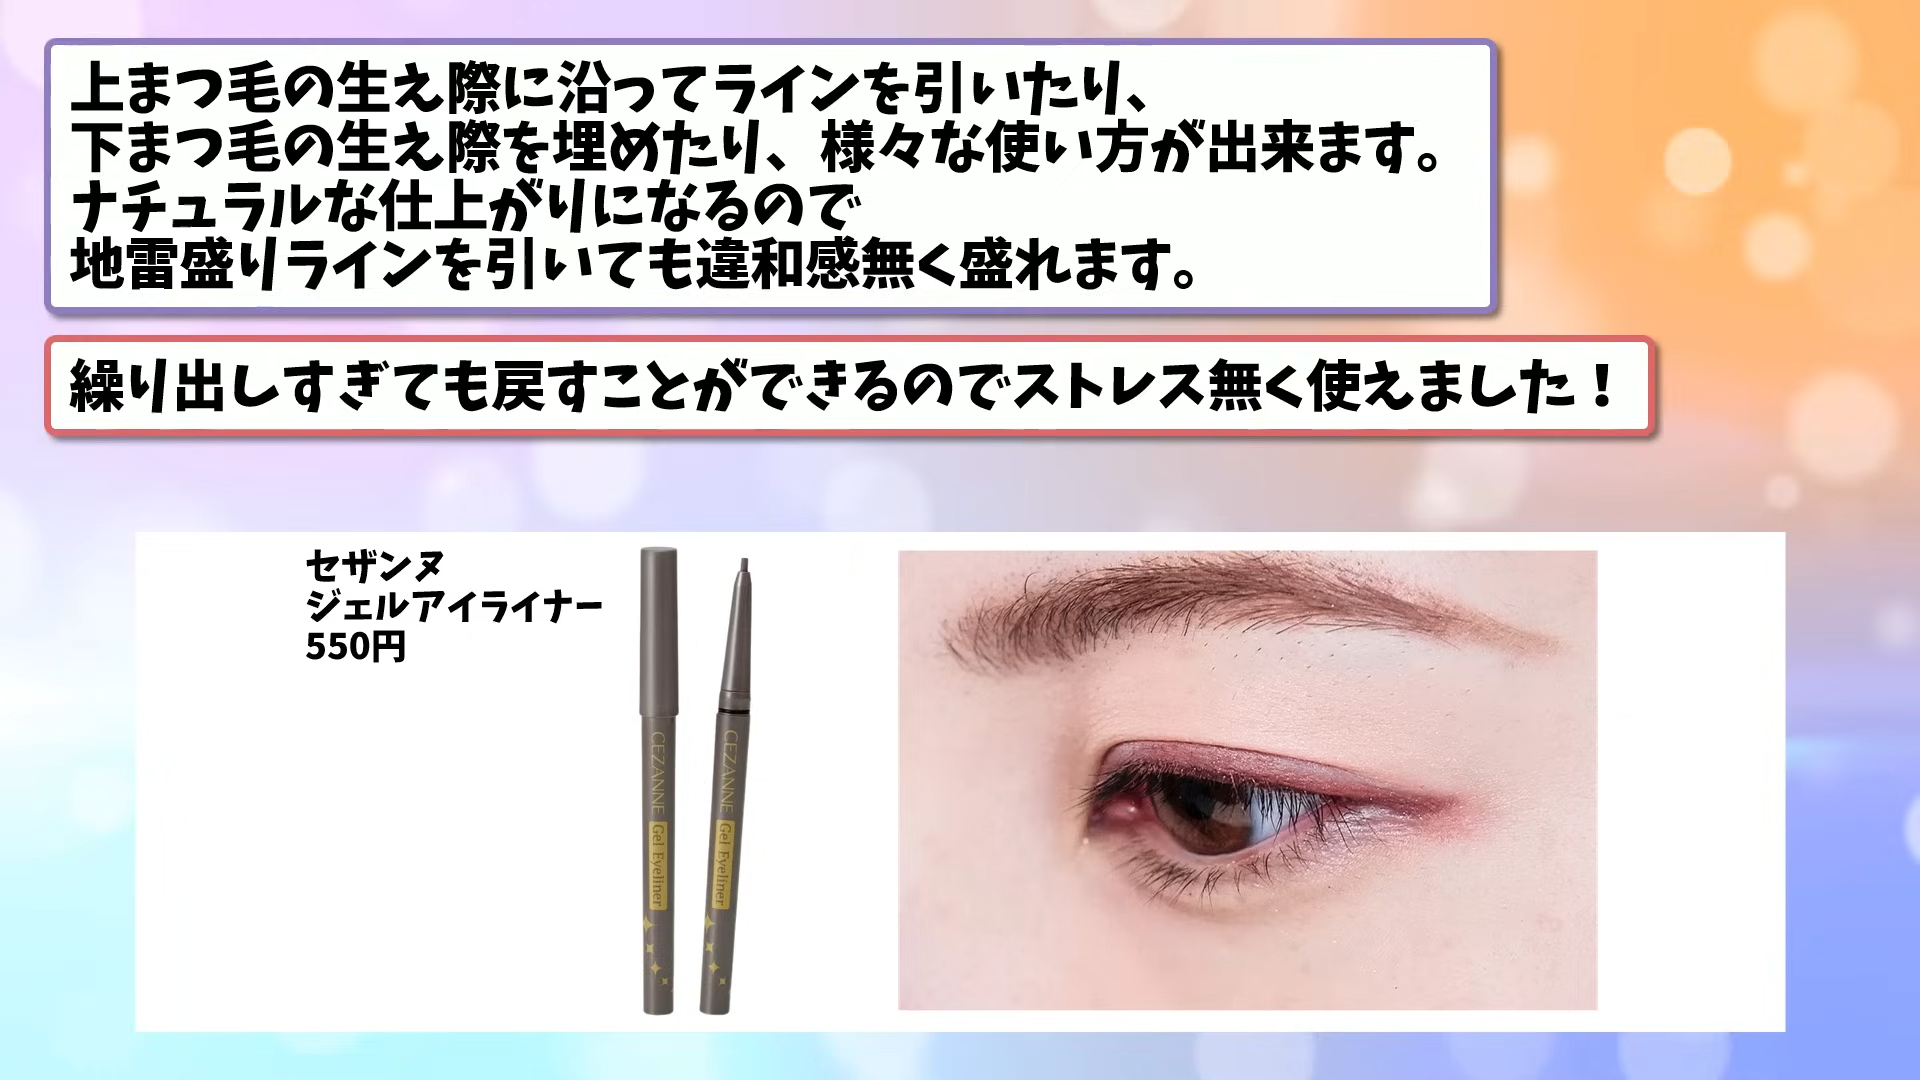 上まつ毛の生え際に沿ってラインを引いたり、
下まつ毛の生え際を埋めたり、様々な使い方が出来ます。
ナチュラルな仕上がりになるので
地雷盛りラインを引いても違和感無く盛れます。
繰り出しすぎても戻すことができるのでストレス無く使えました！
セザンヌ
ジェルアイライナー
550円
CEZANNE Gel Eyeliner
CEZANNE Gel Eyeliner